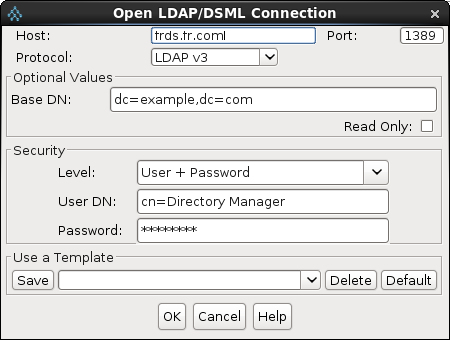 Open LDAP/DSML Connection
Host: trds.fr.com Port: 1389
Protocol: LDAP v3
Optional Values
Base DN: dc=example,dc=com
Read Only:
Security
Level: User + Password
User DN: cn=Directory Manager
Password: ********
Use a Template
Save Delete Default
OK Cancel Help